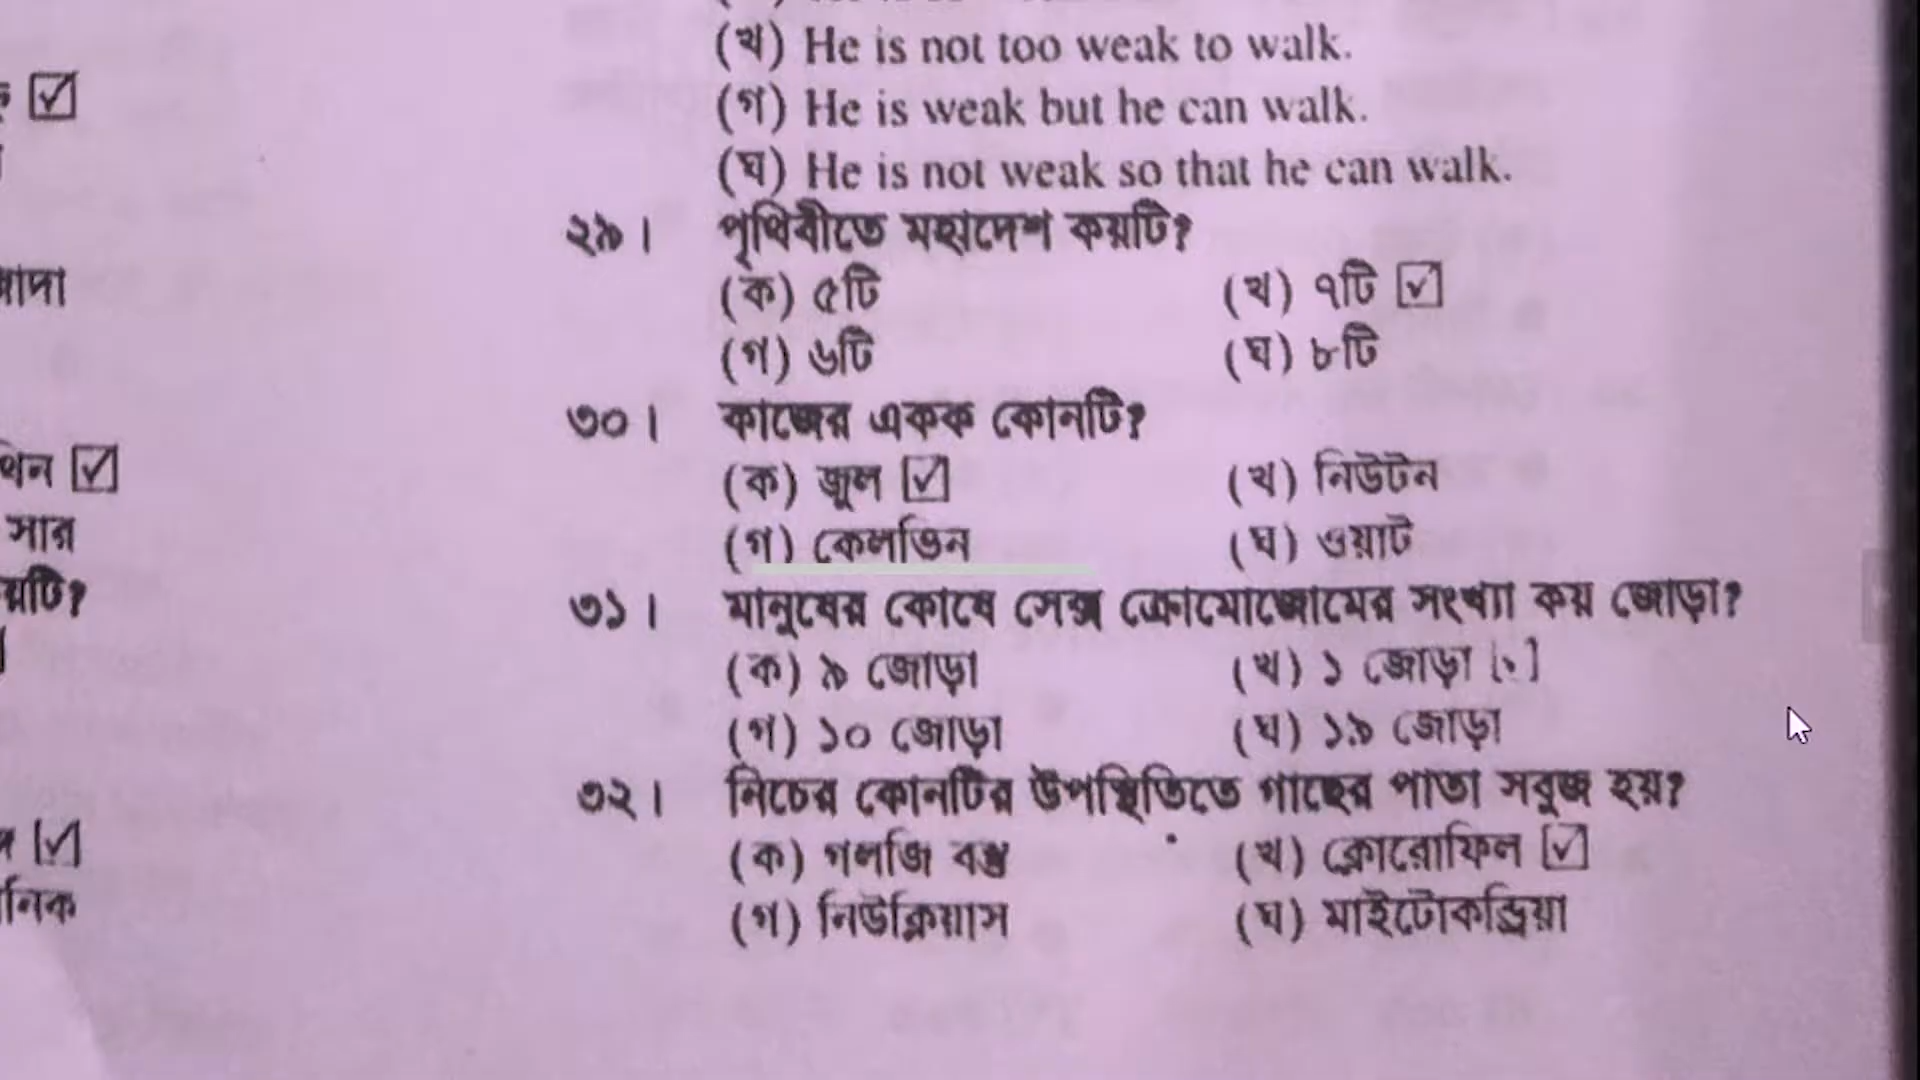 (খ) He is not too weak to walk.
(গ) He is weak but he can walk.
(ঘ) He is not weak so that he can walk.
২৯। পৃথিবীতে মহাদেশ কয়টি?
(ক) ৫টি (খ) ৭টি ☑
(গ) ৬টি (ঘ) ৮টি
৩০। কাজের একক কোনটি?
(ক) জুল ☑ (খ) নিউটন
(গ) কেলভিন (ঘ) ওয়াট
৩১। মানুষের কোষে সেক্স ক্রোমোজোমের সংখ্যা কয় জোড়া?
(ক) ৯ জোড়া (খ) ১ জোড়া ☑
(গ) ১০ জোড়া (ঘ) ১৯ জোড়া
৩২। নিচের কোনটির উপস্থিতিতে গাছের পাতা সবুজ হয়?
(ক) গলজি বস্তু (খ) ক্লোরোফিল ☑
(গ) নিউক্লিয়াস (ঘ) মাইটোকন্ড্রিয়া
সার